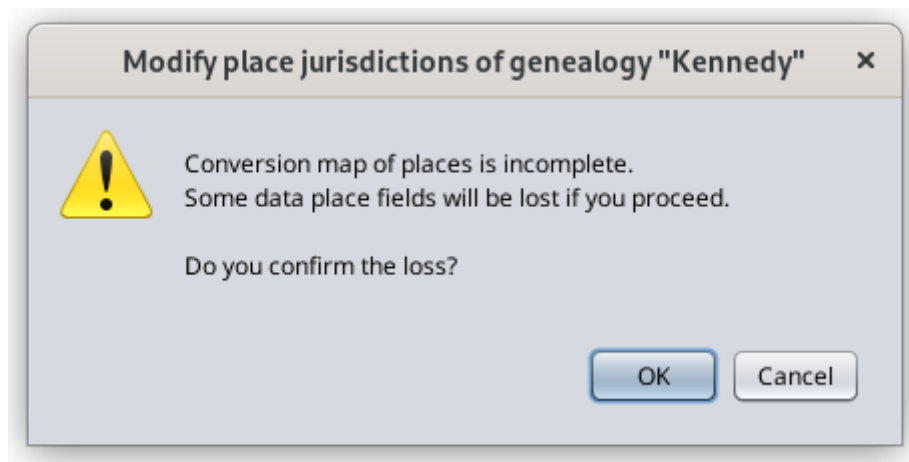 Modify place jurisdictions of genealogy "Kennedy"
Conversion map of places is incomplete.
Some data place fields will be lost if you proceed.
Do you confirm the loss?
OK
Cancel